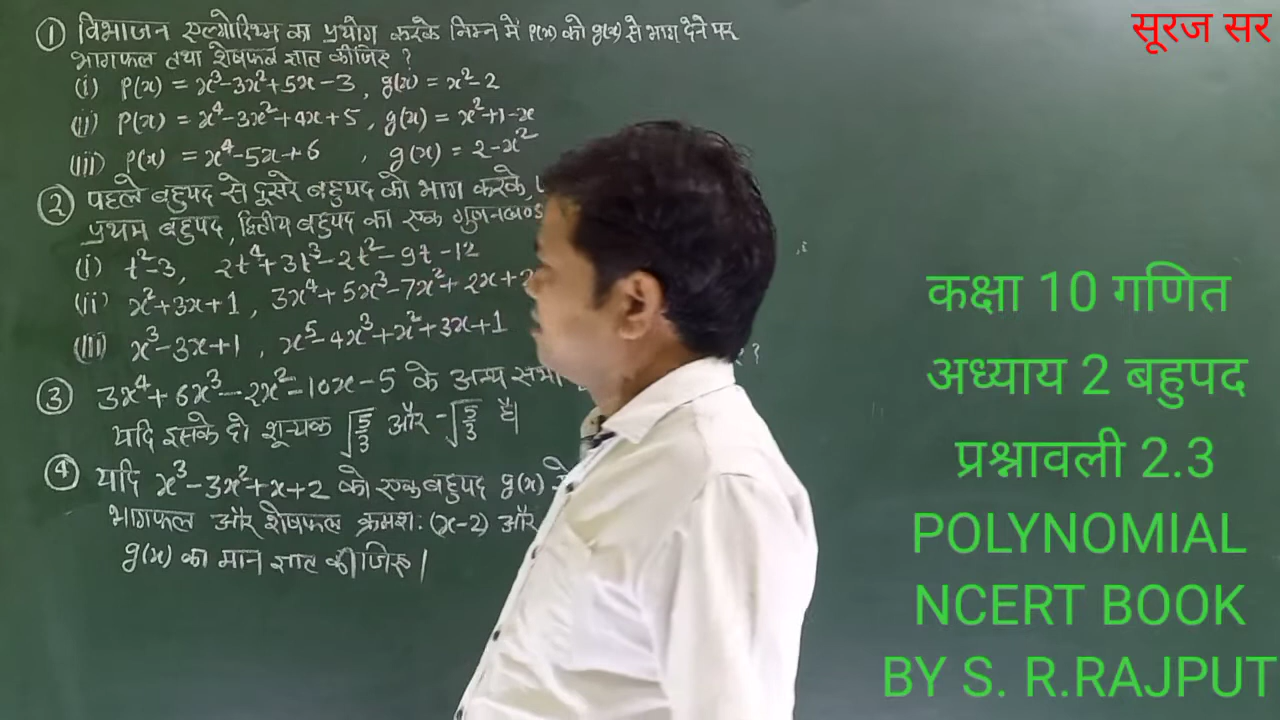 ① विभाजन एल्गोरिथ्म का प्रयोग करके निम्न में P(x) को g(x) से भाग देने पर
भागफल तथा शेषफल ज्ञात कीजिए ?
(i) P(x) = x³-3x²+5x-3, g(x) = x²-2
(ii) P(x) = x⁴-3x²+4x+5, g(x) = x²+1-x
(iii) P(x) = x⁴-5x+6 , g(x) = 2-x²
② पहले बहुपद से दूसरे बहुपद को भाग करके,
प्रथम बहुपद, द्वितीय बहुपद का एक गुणनखण्ड
(i) t²-3, 2t⁴+3t³-2t²-9t-12
(ii) x²+3x+1, 3x⁴+5x³-7x²+2x+2
(iii) x³-3x+1, x⁵-4x³+x²+3x+1
③ 3x⁴+6x³-2x²-10x-5 के अन्य सभी ?
यदि इसके दो शून्यक √5/3 और -√5/3 है।
④ यदि x³-3x²+x+2 को एक बहुपद g(x)
भागफल और शेषफल क्रमश: (x-2) और
g(x) का मान ज्ञात कीजिए।
सूरज सर
कक्षा 10 गणित
अध्याय 2 बहुपद
प्रश्नावली 2.3
POLYNOMIAL
NCERT BOOK
BY S. R.RAJPUT